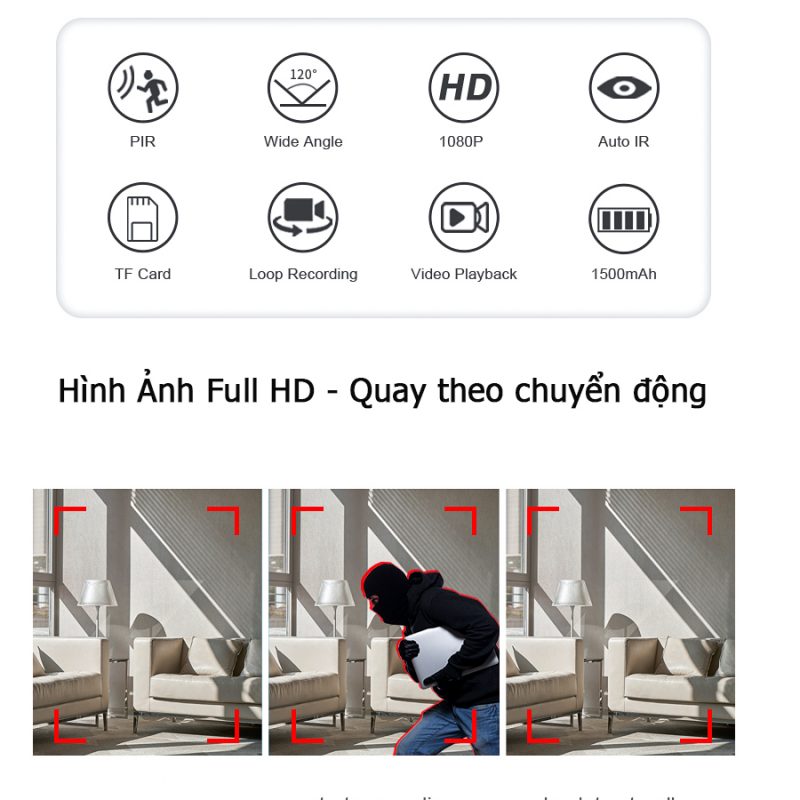 120°
HD
PIR
Wide Angle
1080P
Auto IR
TF Card
Loop Recording
Video Playback
1500mAh
Hình Ảnh Full HD - Quay theo chuyển động